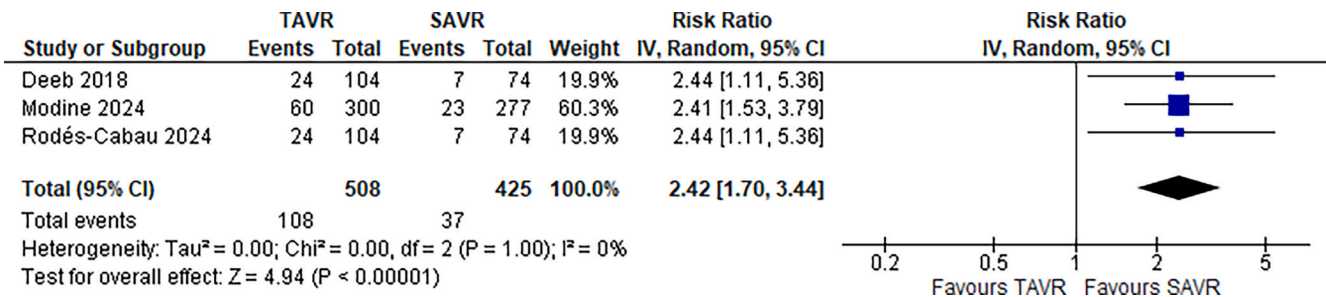 TAVR SAVR Risk Ratio Risk Ratio
Study or Subgroup Events Total Events Total Weight IV, Random, 95% CI IV, Random, 95% CI
Deeb 2018 24 104 7 74 19.9% 2.44 [1.11, 5.36]
Modine 2024 60 300 23 277 60.3% 2.41 [1.53, 3.79]
Rodés-Cabau 2024 24 104 7 74 19.9% 2.44 [1.11, 5.36]
Total (95% CI) 508 425 100.0% 2.42 [1.70, 3.44]
Total events 108 37
Heterogeneity: Tau² = 0.00; Chi² = 0.00, df = 2 (P = 1.00); I² = 0%
Test for overall effect: Z = 4.94 (P < 0.00001)
0.2 0.5 1 2 5
Favours TAVR Favours SAVR